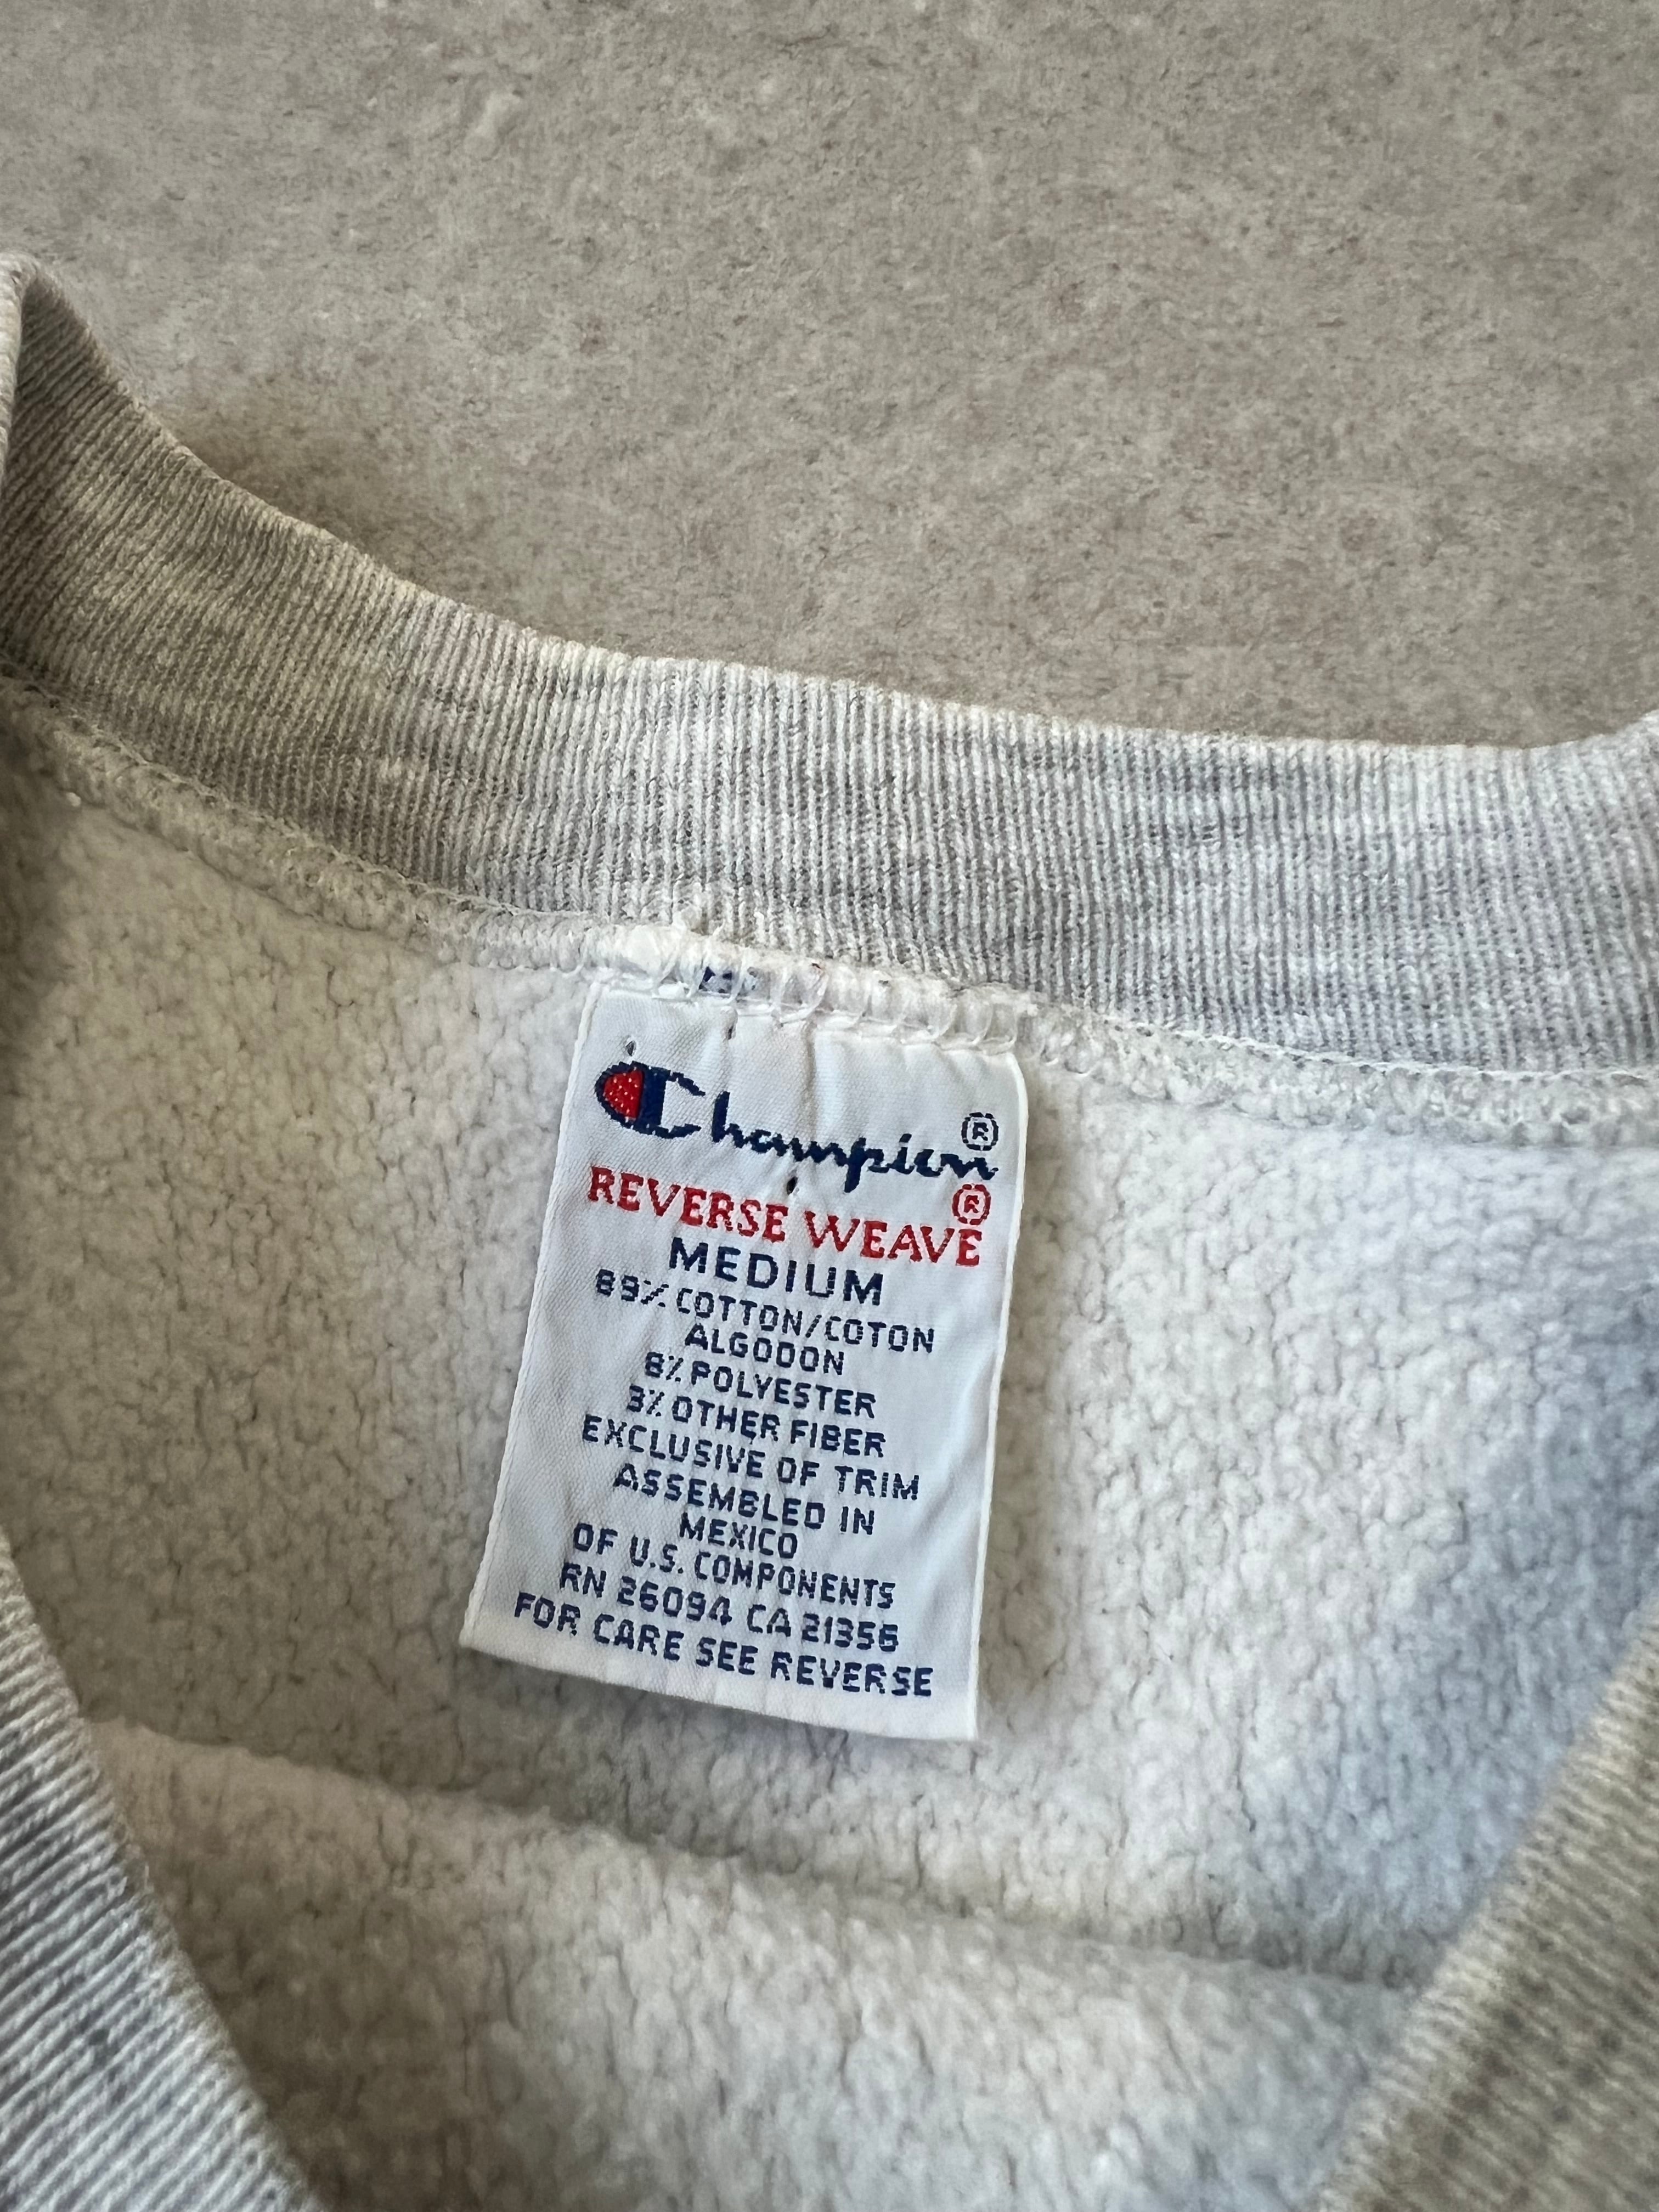 Champion®
REVERSE WEAVE®
MEDIUM
89% COTTON/COTON
ALGODON
8% POLYESTER
3% OTHER FIBER
EXCLUSIVE OF TRIM
ASSEMBLED IN
MEXICO
OF U.S. COMPONENTS
RN 26094 CA 21356
FOR CARE SEE REVERSE